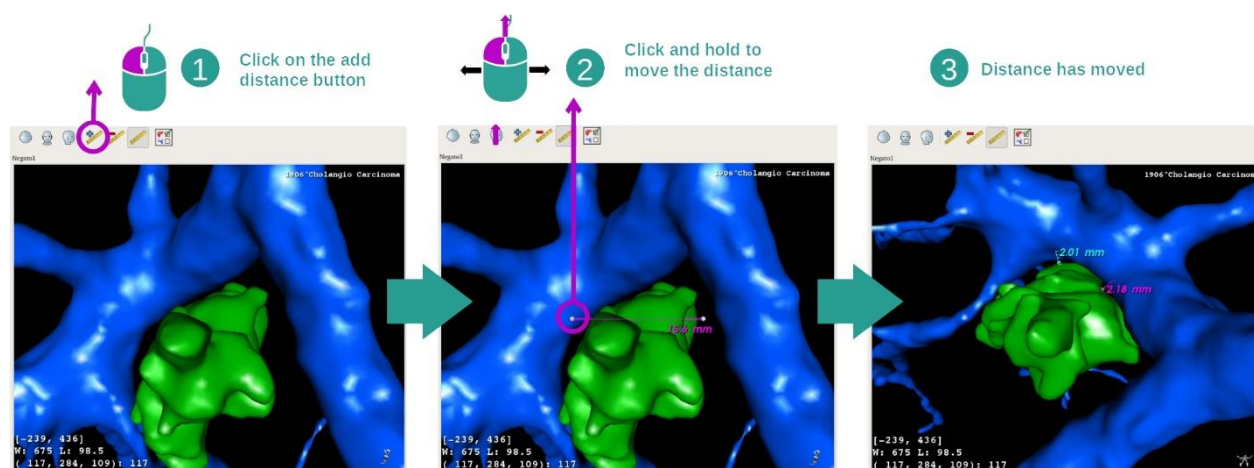 1
Click on the add
distance button
2
Click and hold to
move the distance
3
Distance has moved
Negato1
1906^Cholangio Carcinoma
[-239, 436]
W: 675 L: 98.5
( 117, 284, 109): 117
Negato1
1906^Cholangio Carcinoma
15.6 mm
[-239, 436]
W: 675 L: 98.5
( 117, 284, 109): 117
Negato1
1906^Cholangio Carcinoma
2.01 mm
2.18 mm
[-239, 436]
W: 675 L: 98.5
( 117, 284, 109): 117